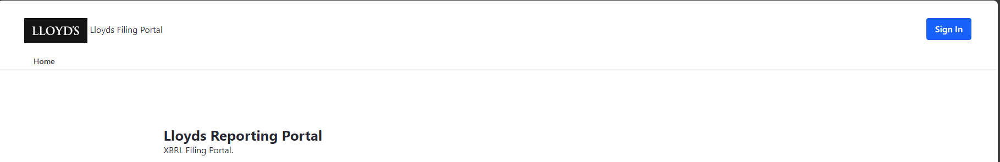 LLOYD'S Lloyds Filing Portal
Sign In
Home
Lloyds Reporting Portal
XBRL Filing Portal.